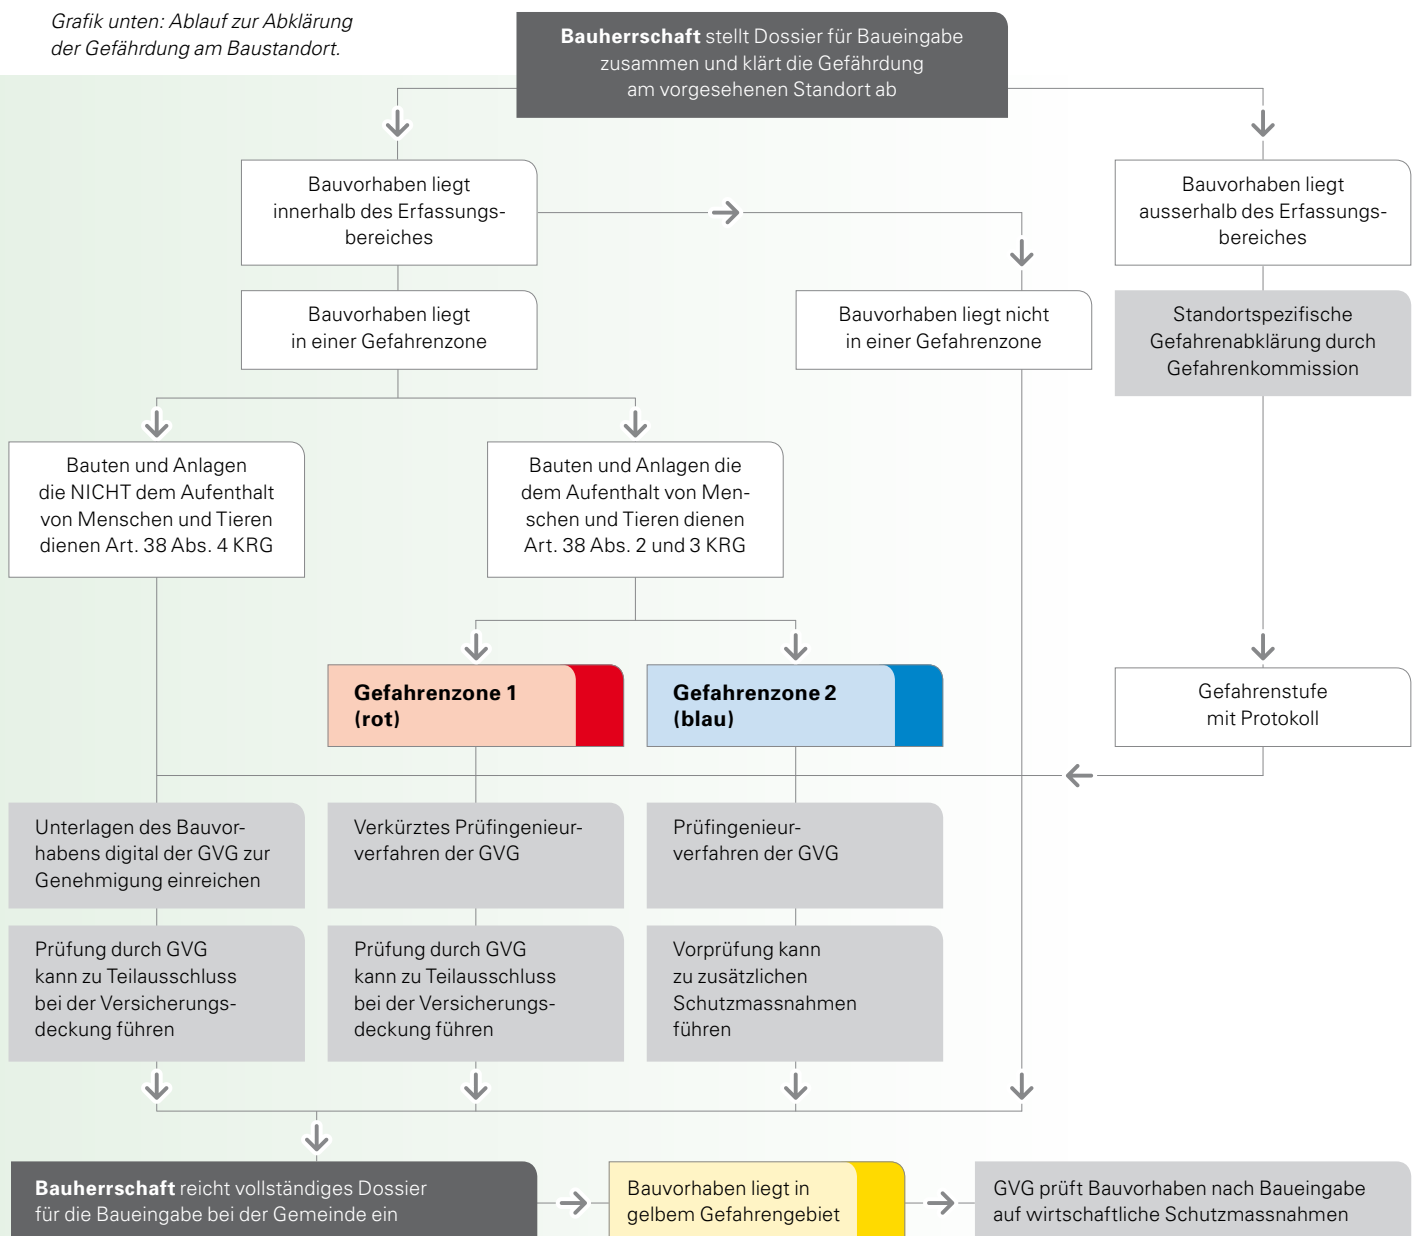 Grafik unten: Ablauf zur Abklärung
der Gefährdung am Baustandort.
Bauherrschaft stellt Dossier für Baueingabe
zusammen und klärt die Gefährdung
am vorgesehenen Standort ab
Bauvorhaben liegt
innerhalb des Erfassungs-
bereiches
Bauvorhaben liegt
ausserhalb des Erfassungs-
bereiches
Bauvorhaben liegt
in einer Gefahrenzone
Bauvorhaben liegt nicht
in einer Gefahrenzone
Standortspezifische
Gefahrenabklärung durch
Gefahrenkommission
Bauten und Anlagen
die NICHT dem Aufenthalt
von Menschen und Tieren
dienen Art. 38 Abs. 4 KRG
Bauten und Anlagen die
dem Aufenthalt von Men-
schen und Tieren dienen
Art. 38 Abs. 2 und 3 KRG
Gefahrenzone 1
(rot)
Gefahrenzone 2
(blau)
Gefahrenstufe
mit Protokoll
Unterlagen des Bauvor-
habens digital der GVG zur
Genehmigung einreichen
Verkürztes Prüfingenieur-
verfahren der GVG
Prüfingenieur-
verfahren der GVG
Prüfung durch GVG
kann zu Teilausschluss
bei der Versicherungs-
deckung führen
Prüfung durch GVG
kann zu Teilausschluss
bei der Versicherungs-
deckung führen
Vorprüfung kann
zu zusätzlichen
Schutzmassnahmen
führen
Bauherrschaft reicht vollständiges Dossier
für die Baueingabe bei der Gemeinde ein
Bauvorhaben liegt in
gelbem Gefahrengebiet
GVG prüft Bauvorhaben nach Baueingabe
auf wirtschaftliche Schutzmassnahmen